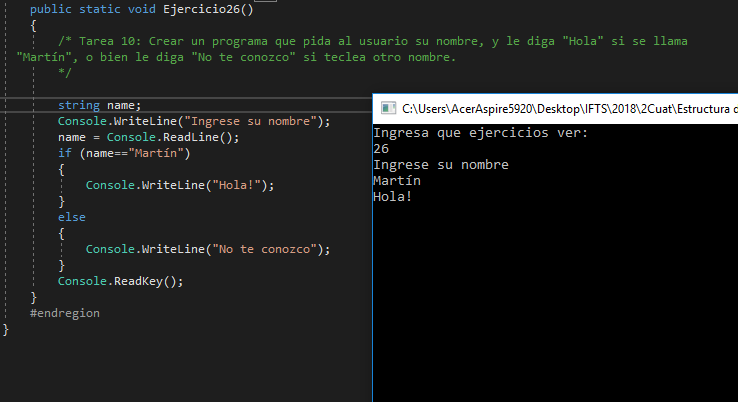 public static void Ejercicio26()
{
/* Tarea 10: Crear un programa que pida al usuario su nombre, y le diga "Hola" si se llama
"Martín", o bien le diga "No te conozco" si teclea otro nombre.
*/
string name;
Console.WriteLine("Ingrese su nombre");
name = Console.ReadLine();
if (name=="Martín")
{
Console.WriteLine("Hola!");
}
else
{
Console.WriteLine("No te conozco");
}
Console.ReadKey();
}
#endregion
}
C:\Users\AcerAspire5920\Desktop\IFTS\2018\2Cuat\Estructura d
Ingresa que ejercicios ver:
26
Ingrese su nombre
Martín
Hola!